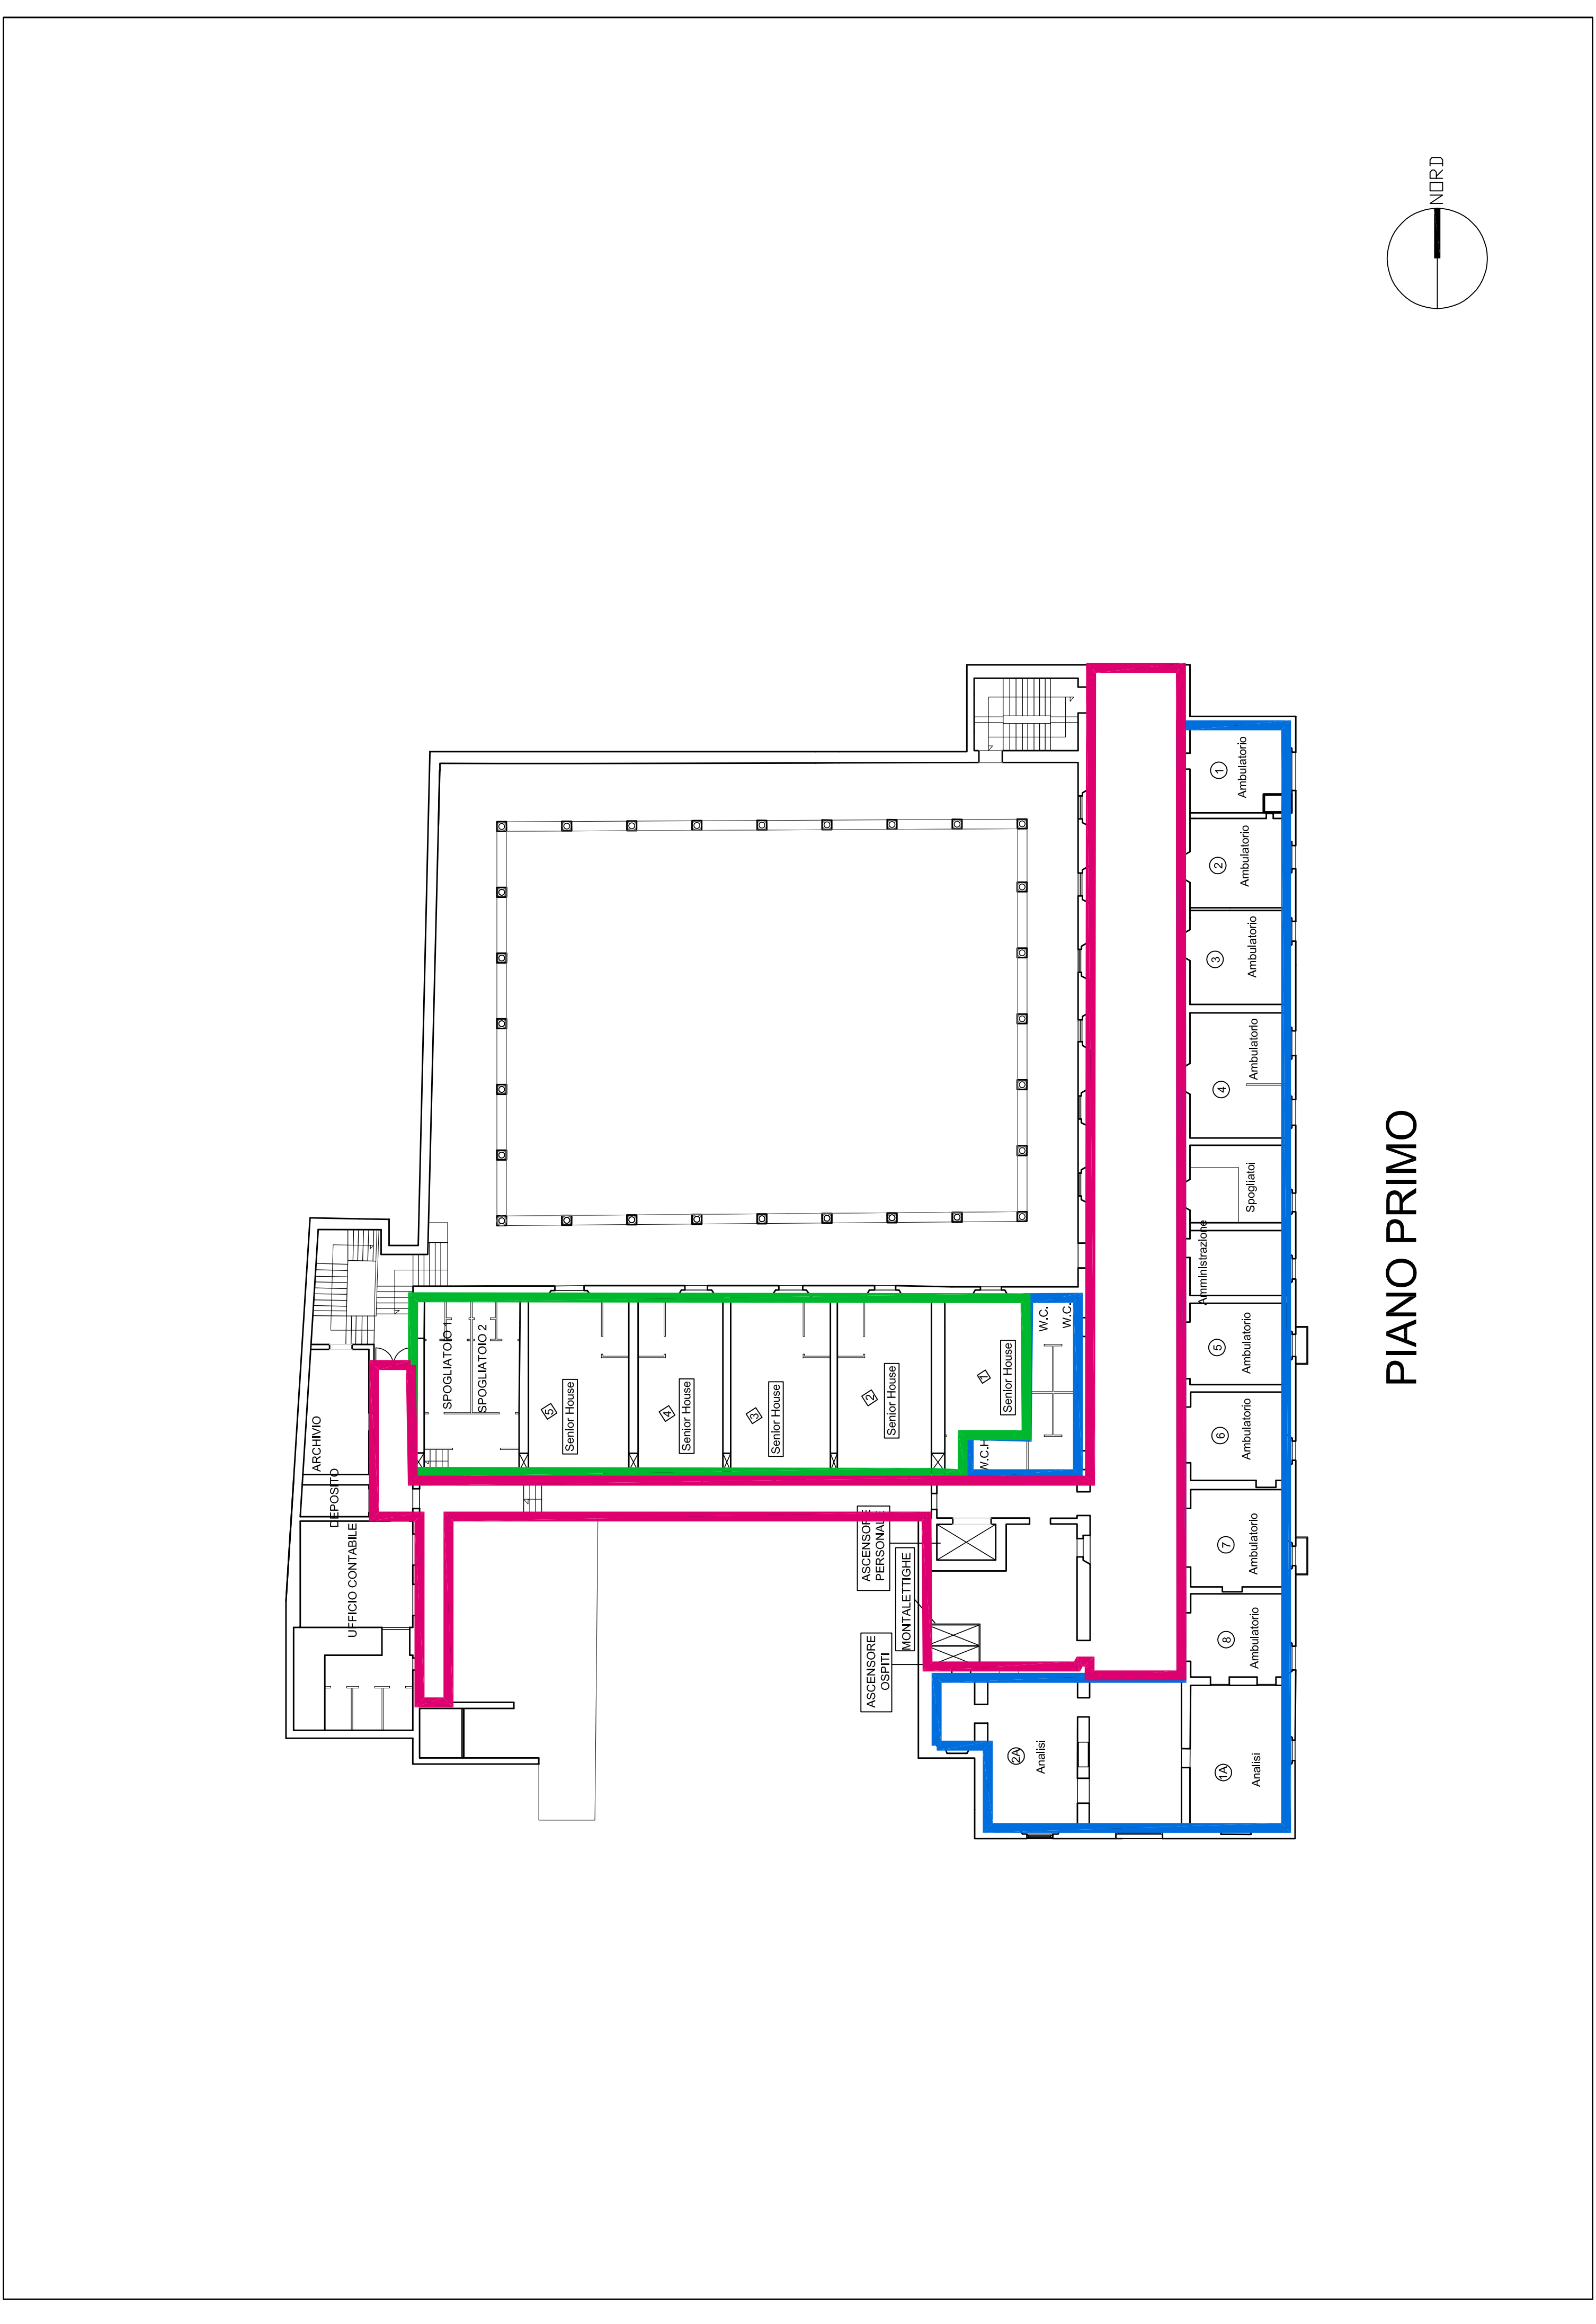 UFFICIO CONTABILE
DEPOSITO
ARCHIVIO
SPOGLIATOIO 1
SPOGLIATOIO 2
5
Senior House
4
Senior House
3
Senior House
2
Senior House
1
Senior House
ASCENSORE
PERSONALE
ASCENSORE
OSPITI
MONTALETTIGHE
W.C.H
W.C.
W.C.
2A
Analisi
1A
Analisi
8
Ambulatorio
7
Ambulatorio
6
Ambulatorio
5
Ambulatorio
Amministrazione
Spogliatoi
4
Ambulatorio
3
Ambulatorio
2
Ambulatorio
1
Ambulatorio
PIANO PRIMO
NORD